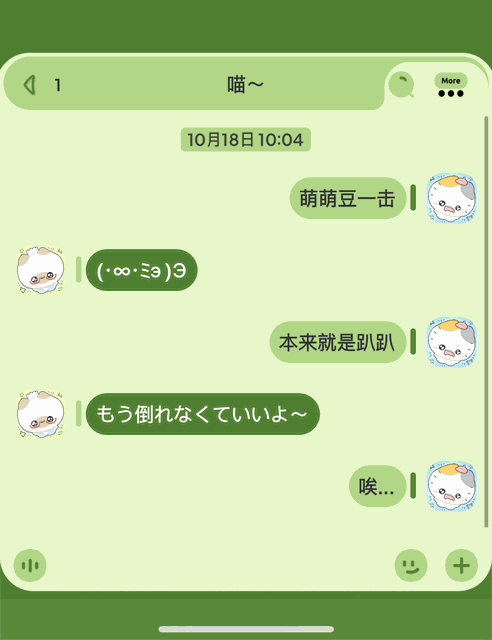 1
喵～
More
10月18日 10:04
萌萌豆一击
(·∞·ﾐэ)Э
本来就是趴趴
もう倒れなくていいよ～
唉...